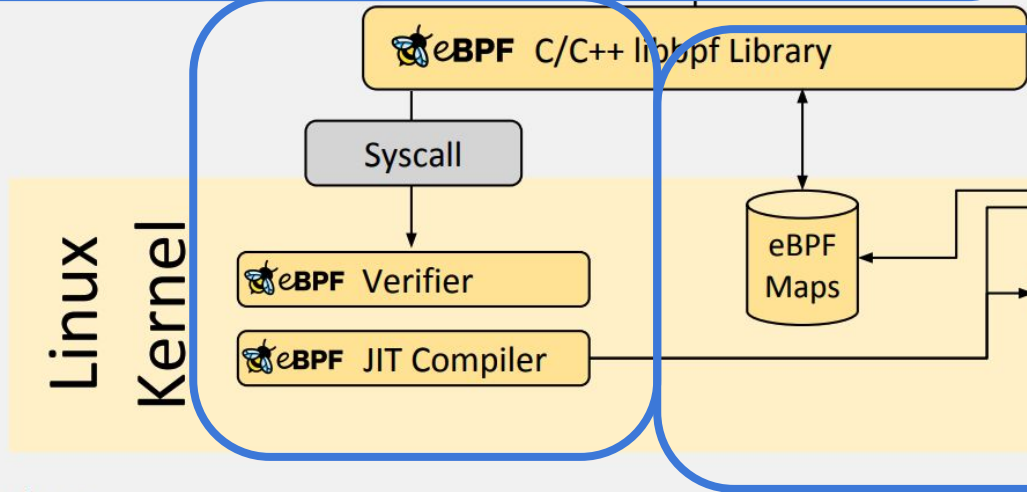 eBPF C/C++ libbpf Library
Syscall
Linux
Kernel
eBPF Verifier
eBPF JIT Compiler
eBPF
Maps